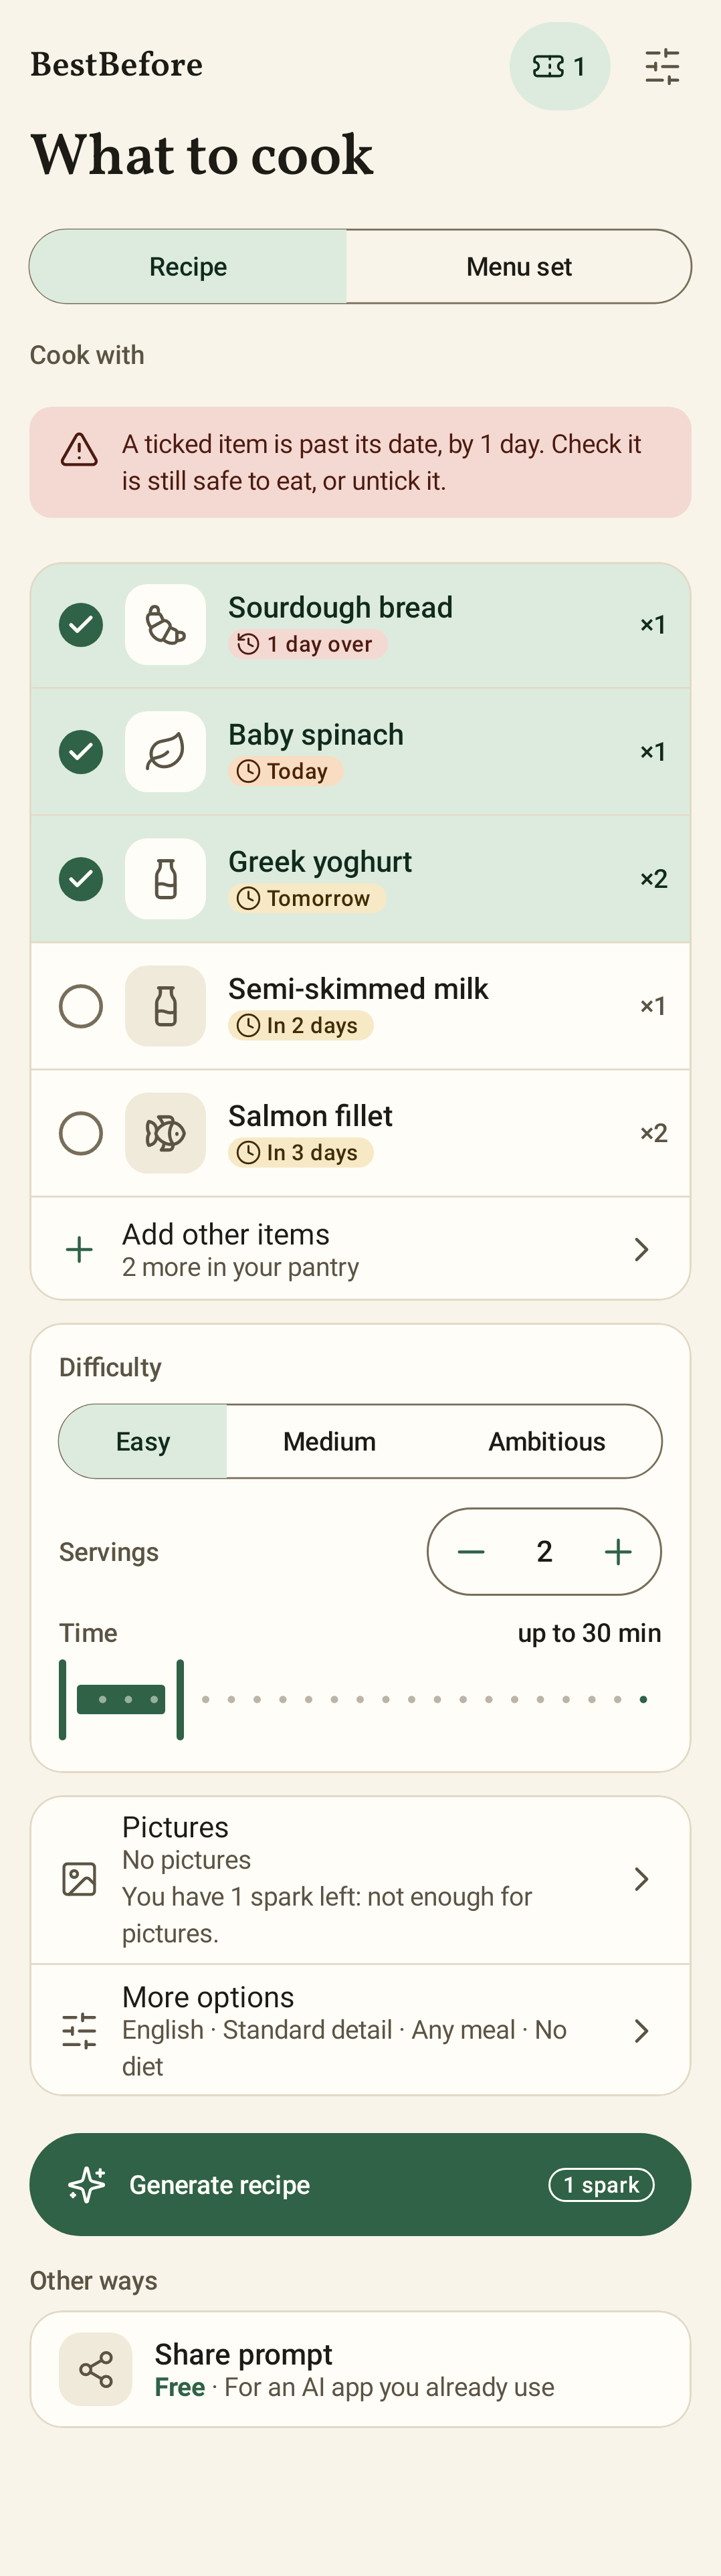 BestBefore
1
What to cook
Recipe
Menu set
Cook with
A ticked item is past its date, by 1 day. Check it
is still safe to eat, or untick it.
Sourdough bread
×1
1 day over
Baby spinach
×1
Today
Greek yoghurt
×2
Tomorrow
Semi-skimmed milk
×1
In 2 days
Salmon fillet
×2
In 3 days
Add other items
2 more in your pantry
Difficulty
Easy
Medium
Ambitious
Servings
2
Time
up to 30 min
Pictures
No pictures
You have 1 spark left: not enough for
pictures.
More options
English · Standard detail · Any meal · No
diet
Generate recipe
1 spark
Other ways
Share prompt
Free · For an AI app you already use